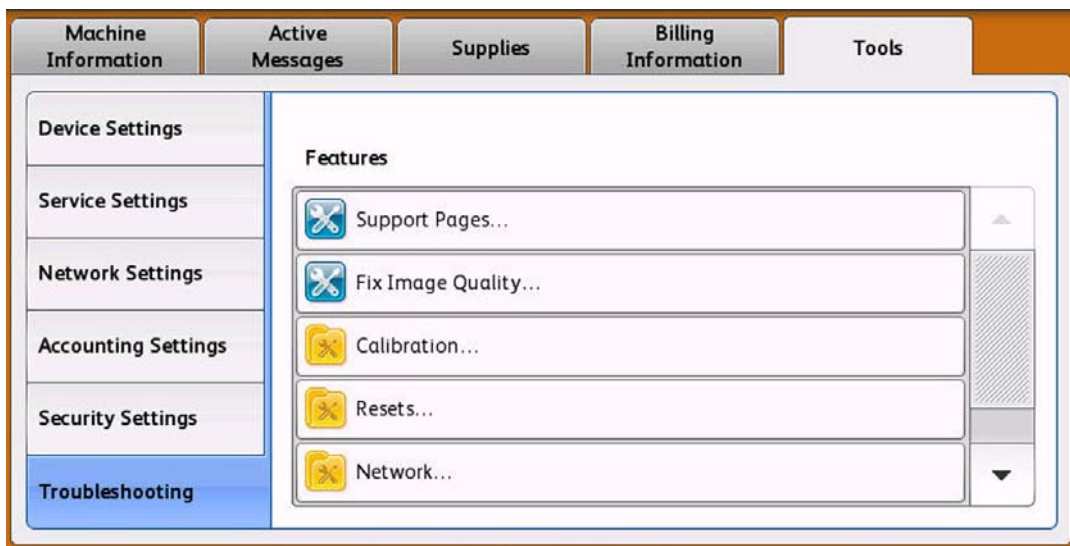 Machine
Information
Active
Messages
Supplies
Billing
Information
Tools
Device Settings
Service Settings
Network Settings
Accounting Settings
Security Settings
Troubleshooting
Features
Support Pages...
Fix Image Quality...
Calibration...
Resets...
Network...